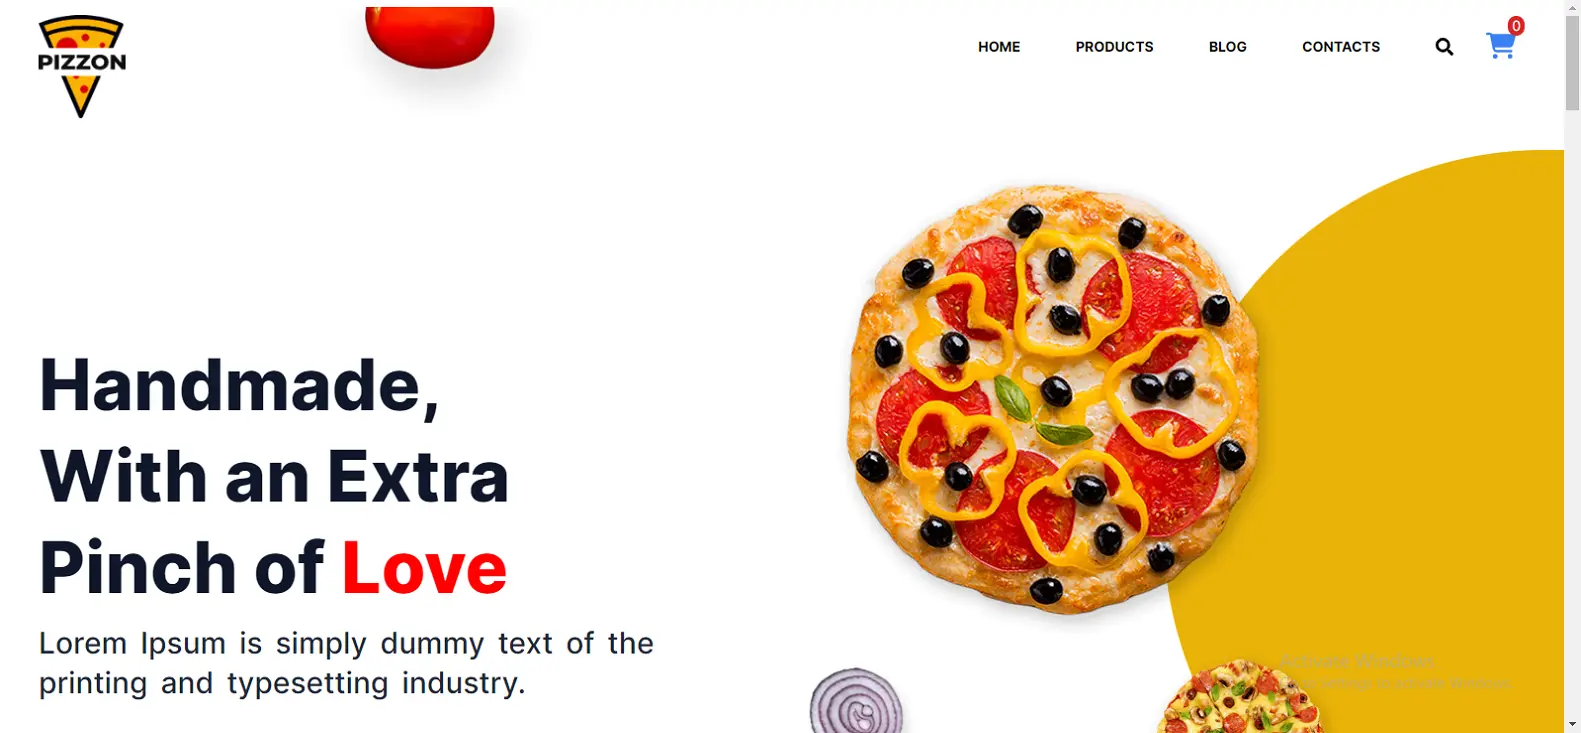 PIZZON
HOME PRODUCTS BLOG CONTACTS 0
Handmade,
With an Extra
Pinch of Love
Lorem Ipsum is simply dummy text of the
printing and typesetting industry.
Activate Windows